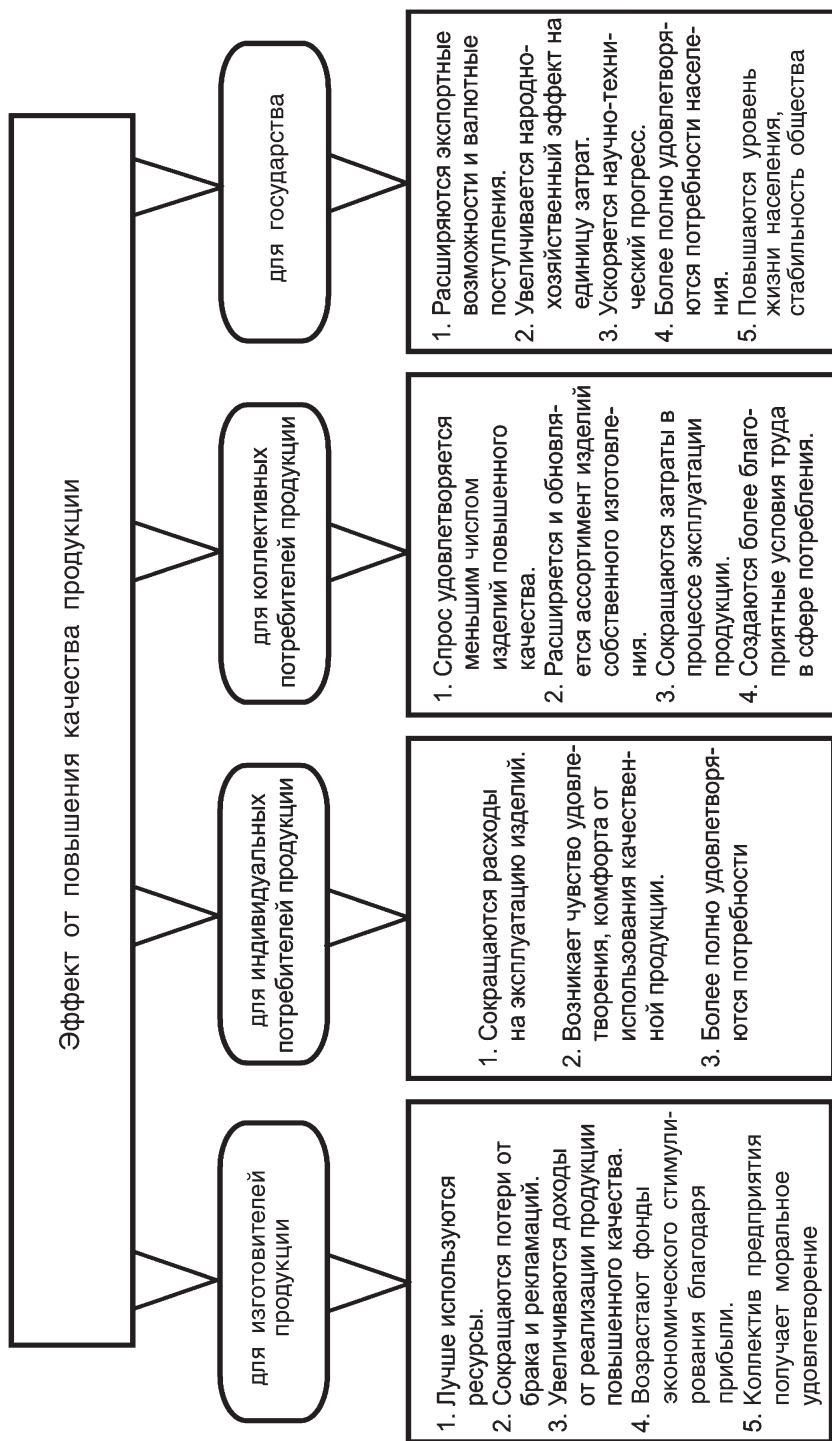 Эффект от повышения качества продукции
для изготовителей
продукции
для индивидуальных
потребителей продукции
для коллективных
потребителей продукции
для государства
1. Лучше используются
ресурсы.
2. Сокращаются потери от
брака и рекламаций.
3. Увеличиваются доходы
от реализации продукции
повышенного качества.
4. Возрастают фонды
экономического стимули-
рования благодаря
прибыли.
5. Коллектив предприятия
получает моральное
удовлетворение
1. Сокращаются расходы
на эксплуатацию изделий.
2. Возникает чувство удовле-
творения, комфорта от
использования качествен-
ной продукции.
3. Более полно удовлетворя-
ются потребности
1. Спрос удовлетворяется
меньшим числом
изделий повышенного
качества.
2. Расширяется и обновля-
ется ассортимент изделий
собственного изготовле-
ния.
3. Сокращаются затраты в
процессе эксплуатации
продукции.
4. Создаются более благо-
приятные условия труда
в сфере потребления.
1. Расширяются экспортные
возможности и валютные
поступления.
2. Увеличивается народно-
хозяйственный эффект на
единицу затрат.
3. Ускоряется научно-техни-
ческий прогресс.
4. Более полно удовлетворя-
ются потребности населе-
ния.
5. Повышаются уровень
жизни населения,
стабильность общества